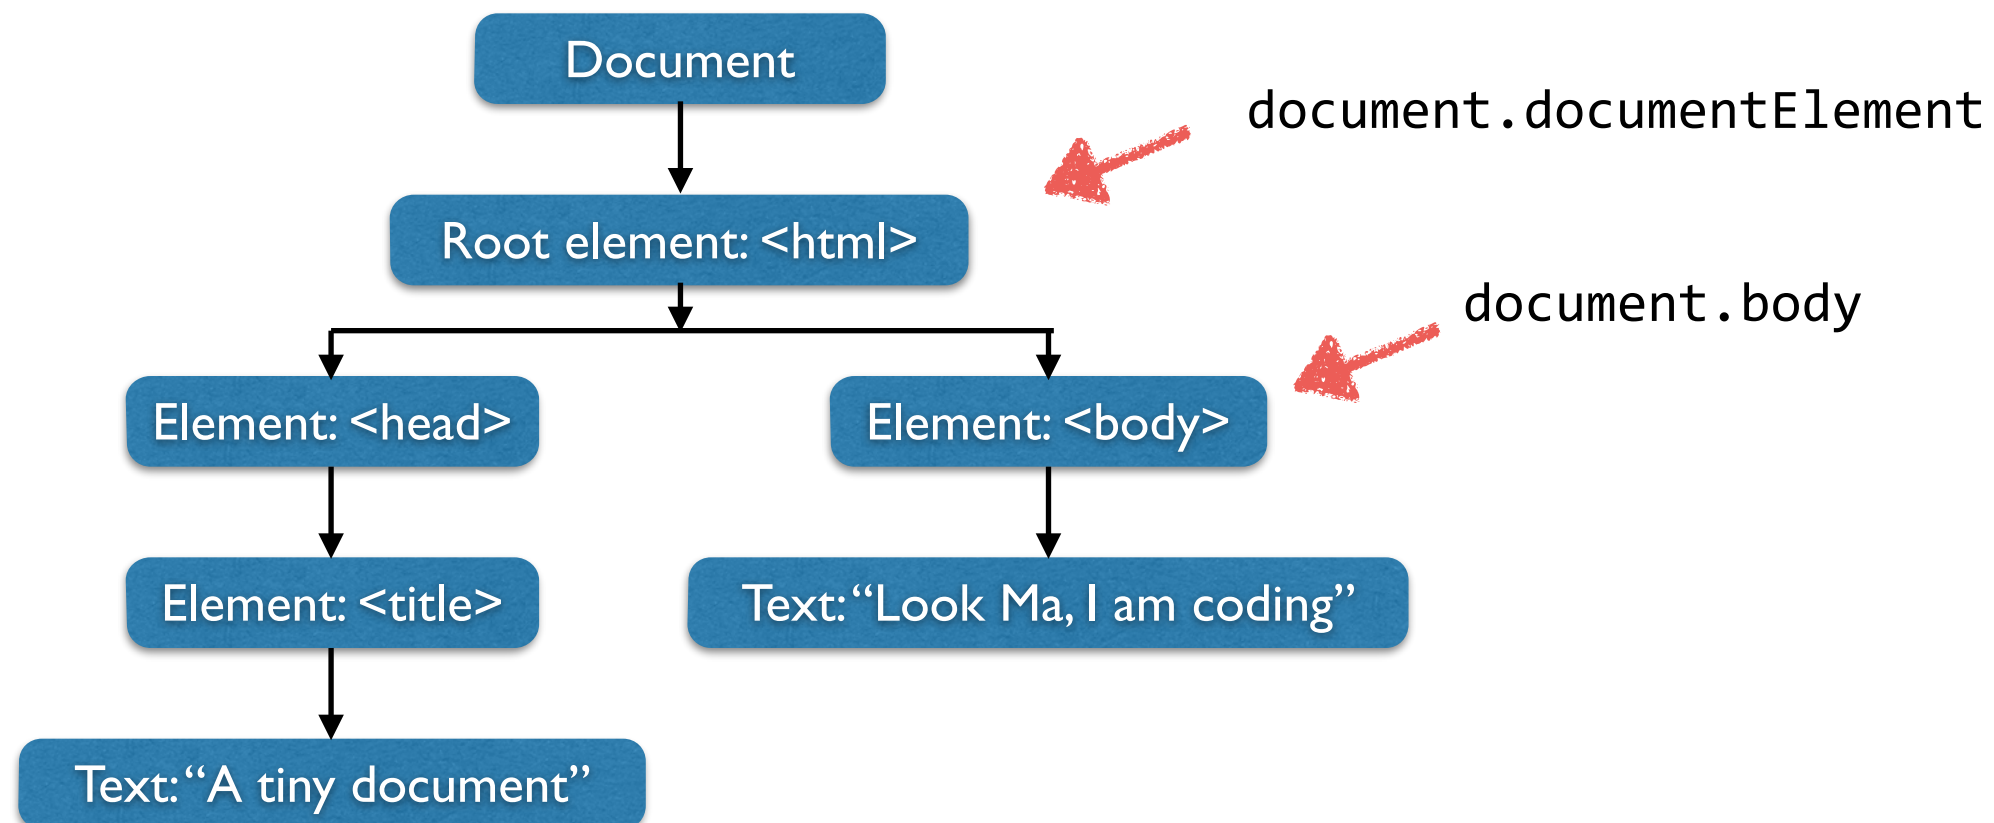 Document
document.documentElement
Root element: <html>
document.body
Element: <head>
Element: <body>
Element: <title>
Text: “Look Ma, I am coding”
Text: “A tiny document”